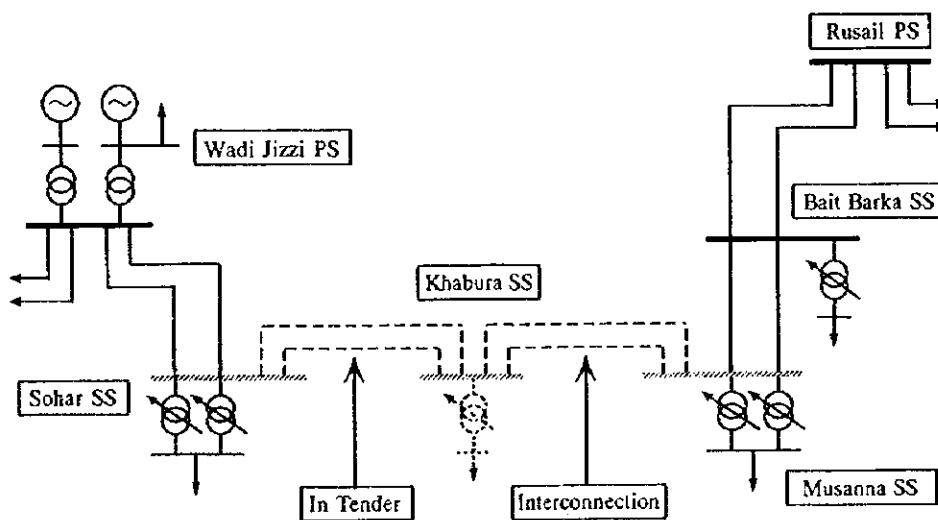 Rusail PS
Wadi Jizzi PS
Bait Barka SS
Khabura SS
Sohar SS
In Tender
Interconnection
Musanna SS